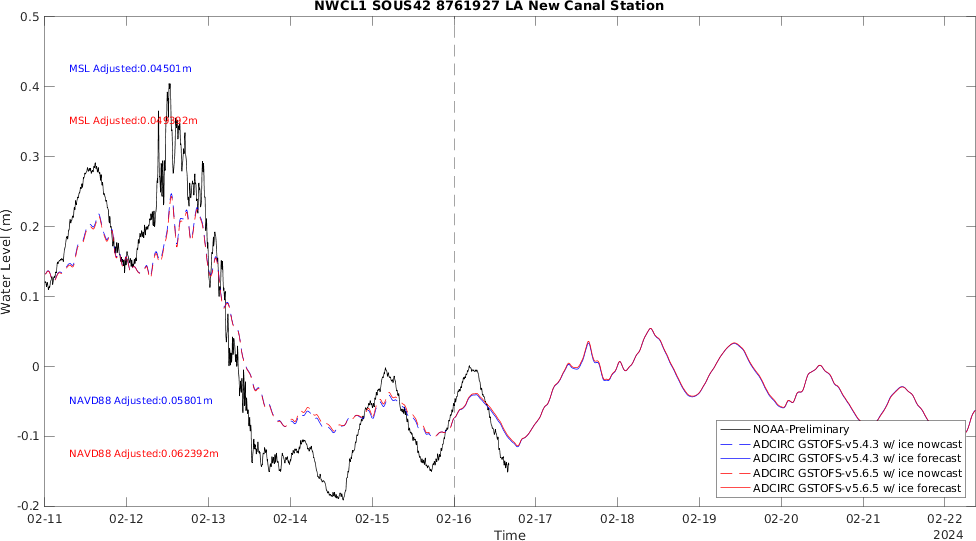 NWCL1 SOUS42 8761927 LA New Canal Station
0.5
0.4
0.3
0.2
0.1
0
-0.1
-0.2
Water Level (m)
MSL Adjusted:0.04501m
MSL Adjusted:0.049392m
NAVD88 Adjusted:0.05801m
NAVD88 Adjusted:0.062392m
NOAA-Preliminary
ADCIRC GSTOFS-v5.4.3 w/ ice nowcast
ADCIRC GSTOFS-v5.4.3 w/ ice forecast
ADCIRC GSTOFS-v5.6.5 w/ ice nowcast
ADCIRC GSTOFS-v5.6.5 w/ ice forecast
02-11 02-12 02-13 02-14 02-15 02-16 02-17 02-18 02-19 02-20 02-21 02-22
Time
2024